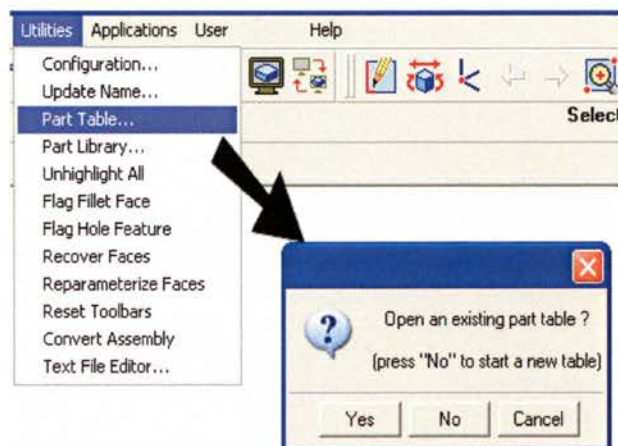 Utilities Applications User Help
Configuration...
Update Name...
Part Table...
Select
Part Library...
Unhighlight All
Flag Fillet Face
Flag Hole Feature
Recover Faces
Reparameterize Faces
Reset Toolbars
Convert Assembly
Text File Editor...
Open an existing part table ?
(press "No" to start a new table)
Yes No Cancel